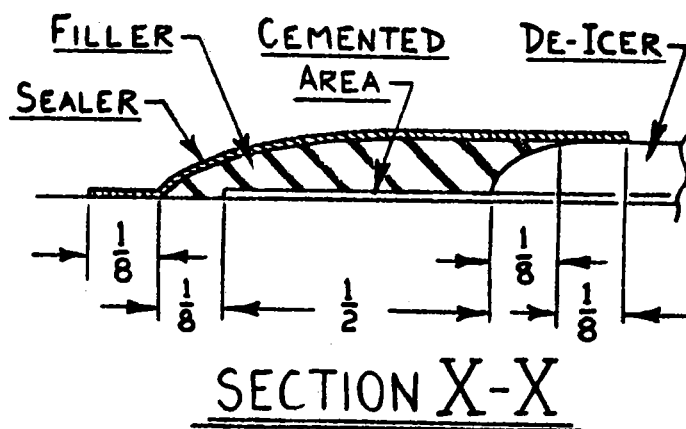 FILLER
CEMENTED AREA
DE-ICER
SEALER
1/8
1/8
1/2
1/8
1/8
SECTION X-X